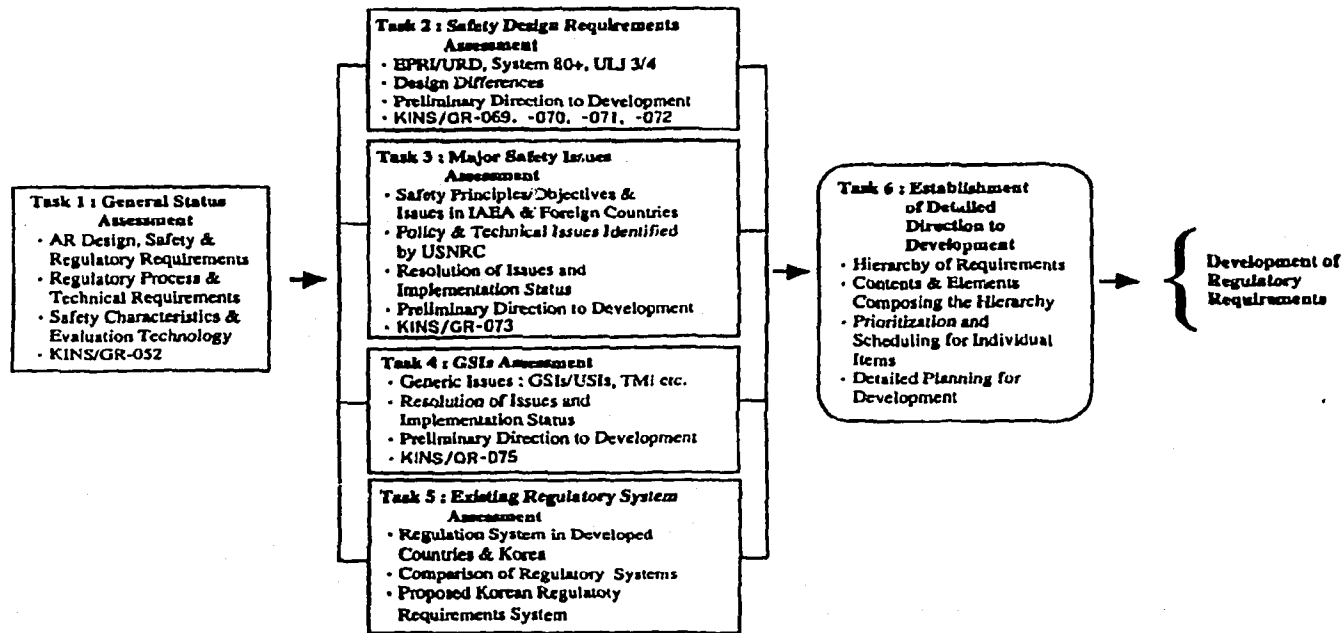 Task 1 : General Status
Assessment
· AR Design, Safety &
Regulatory Requirements
· Regulatory Process &
Technical Requirements
· Safety Characteristics &
Evaluation Technology
· KINS/GR-052
Task 2 : Safety Design Requirements
Assessment
· EPRI/URD, System 80+, ULJ 3/4
· Design Differences
· Preliminary Direction to Development
· KINS/GR-069, -070, -071, -072
Task 3 : Major Safety Issues
Assessment
· Safety Principles/Objectives &
Issues in IAEA & Foreign Countries
· Policy & Technical Issues Identified
by USNRC
· Resolution of Issues and
Implementation Status
· Preliminary Direction to Development
· KINS/GR-073
Task 4 : GSIs Assessment
· Generic Issues : GSIs/USIs, TMI etc.
· Resolution of Issues and
Implementation Status
· Preliminary Direction to Development
· KINS/GR-075
Task 5 : Existing Regulatory System
Assessment
· Regulation System in Developed
Countries & Korea
· Comparison of Regulatory Systems
· Proposed Korean Regulatory
Requirements System
Task 6 : Establishment
of Detailed
Direction to
Development
· Hierarchy of Requirements
· Contents & Elements
Composing the Hierarchy
· Prioritization and
Scheduling for Individual
Items
· Detailed Planning for
Development
Development of
Regulatory
Requirements